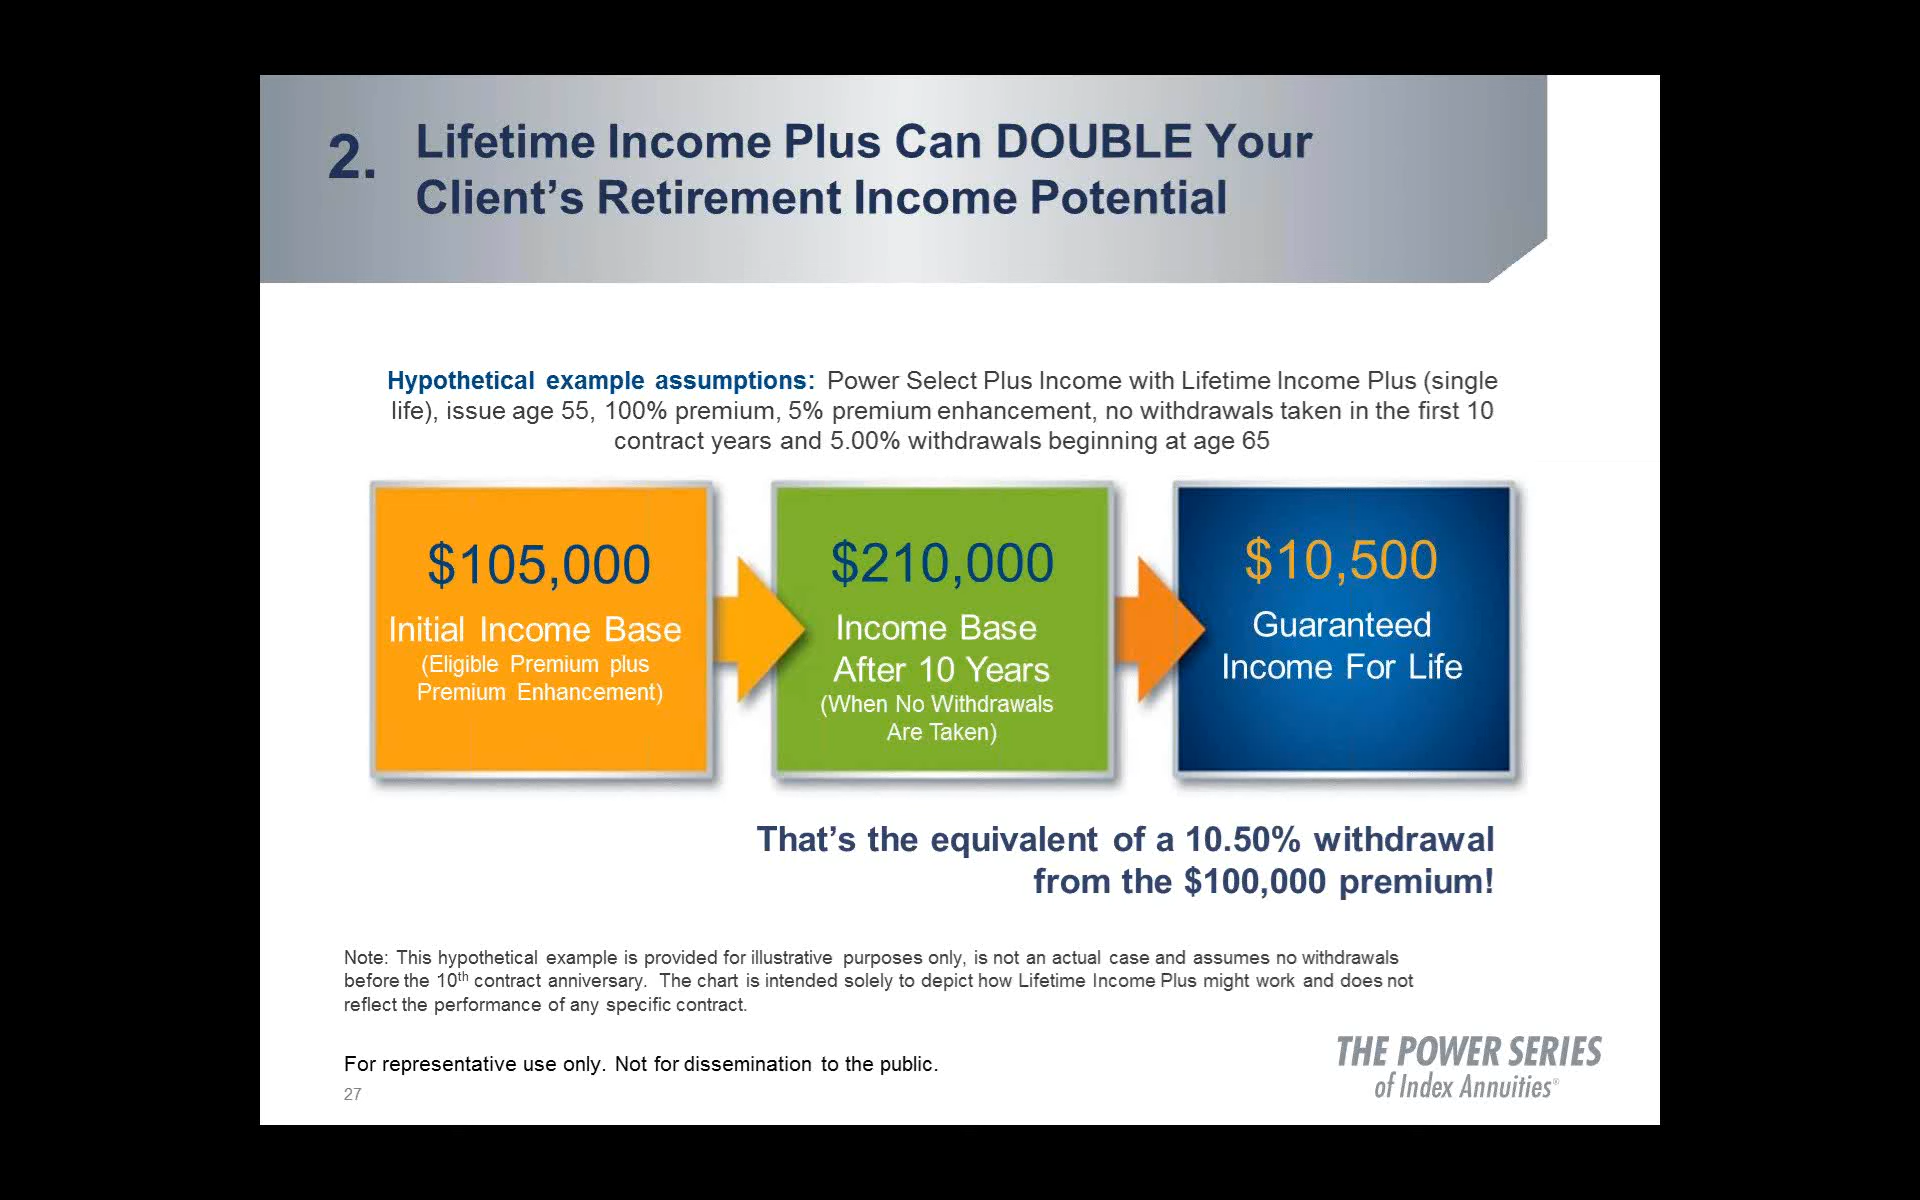 2.
Lifetime Income Plus Can DOUBLE Your
Client’s Retirement Income Potential
Hypothetical example assumptions: Power Select Plus Income with Lifetime Income Plus (single
life), issue age 55, 100% premium, 5% premium enhancement, no withdrawals taken in the first 10
contract years and 5.00% withdrawals beginning at age 65
$105,000
Initial Income Base
(Eligible Premium plus
Premium Enhancement)
$210,000
Income Base
After 10 Years
(When No Withdrawals
Are Taken)
$10,500
Guaranteed
Income For Life
That’s the equivalent of a 10.50% withdrawal
from the $100,000 premium!
Note: This hypothetical example is provided for illustrative purposes only, is not an actual case and assumes no withdrawals
before the 10th contract anniversary. The chart is intended solely to depict how Lifetime Income Plus might work and does not
reflect the performance of any specific contract.
For representative use only. Not for dissemination to the public.
27
THE POWER SERIES
of Index Annuities®